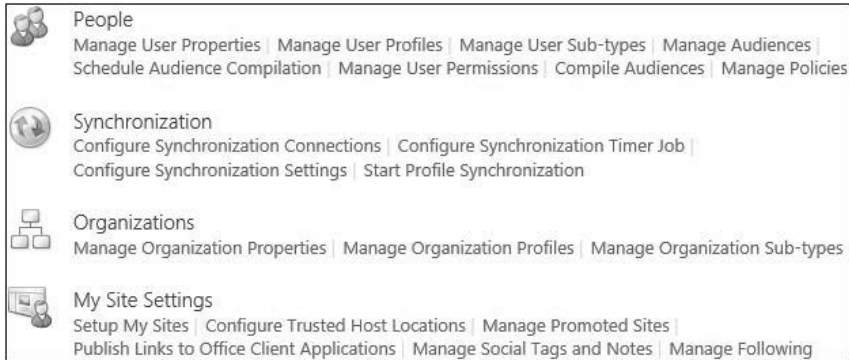 People
Manage User Properties | Manage User Profiles | Manage User Sub-types | Manage Audiences |
Schedule Audience Compilation | Manage User Permissions | Compile Audiences | Manage Policies
Synchronization
Configure Synchronization Connections | Configure Synchronization Timer Job |
Configure Synchronization Settings | Start Profile Synchronization
Organizations
Manage Organization Properties | Manage Organization Profiles | Manage Organization Sub-types
My Site Settings
Setup My Sites | Configure Trusted Host Locations | Manage Promoted Sites |
Publish Links to Office Client Applications | Manage Social Tags and Notes | Manage Following